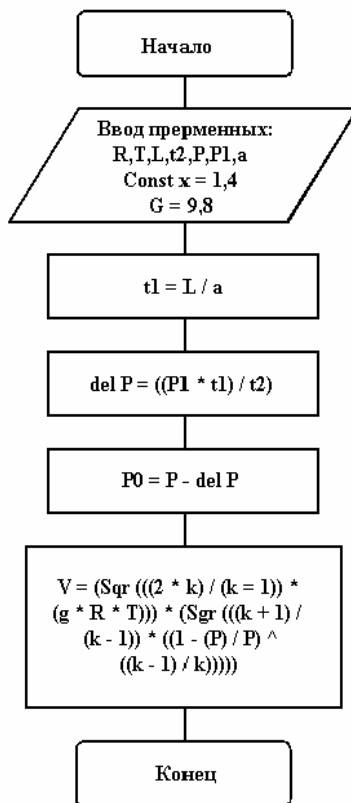 Начало
Ввод прерменных:
R,T,L,t2,P,P1,a
Const x = 1,4
G = 9,8
t1 = L / a
del P = ((P1 * t1) / t2)
P0 = P - del P
V = (Sqr (((2 * k) / (k = 1)) *
(g * R * T))) * (Sgr (((k + 1) /
(k - 1)) * ((1 - (P) / P) ^
((k - 1) / k)))))
Конец